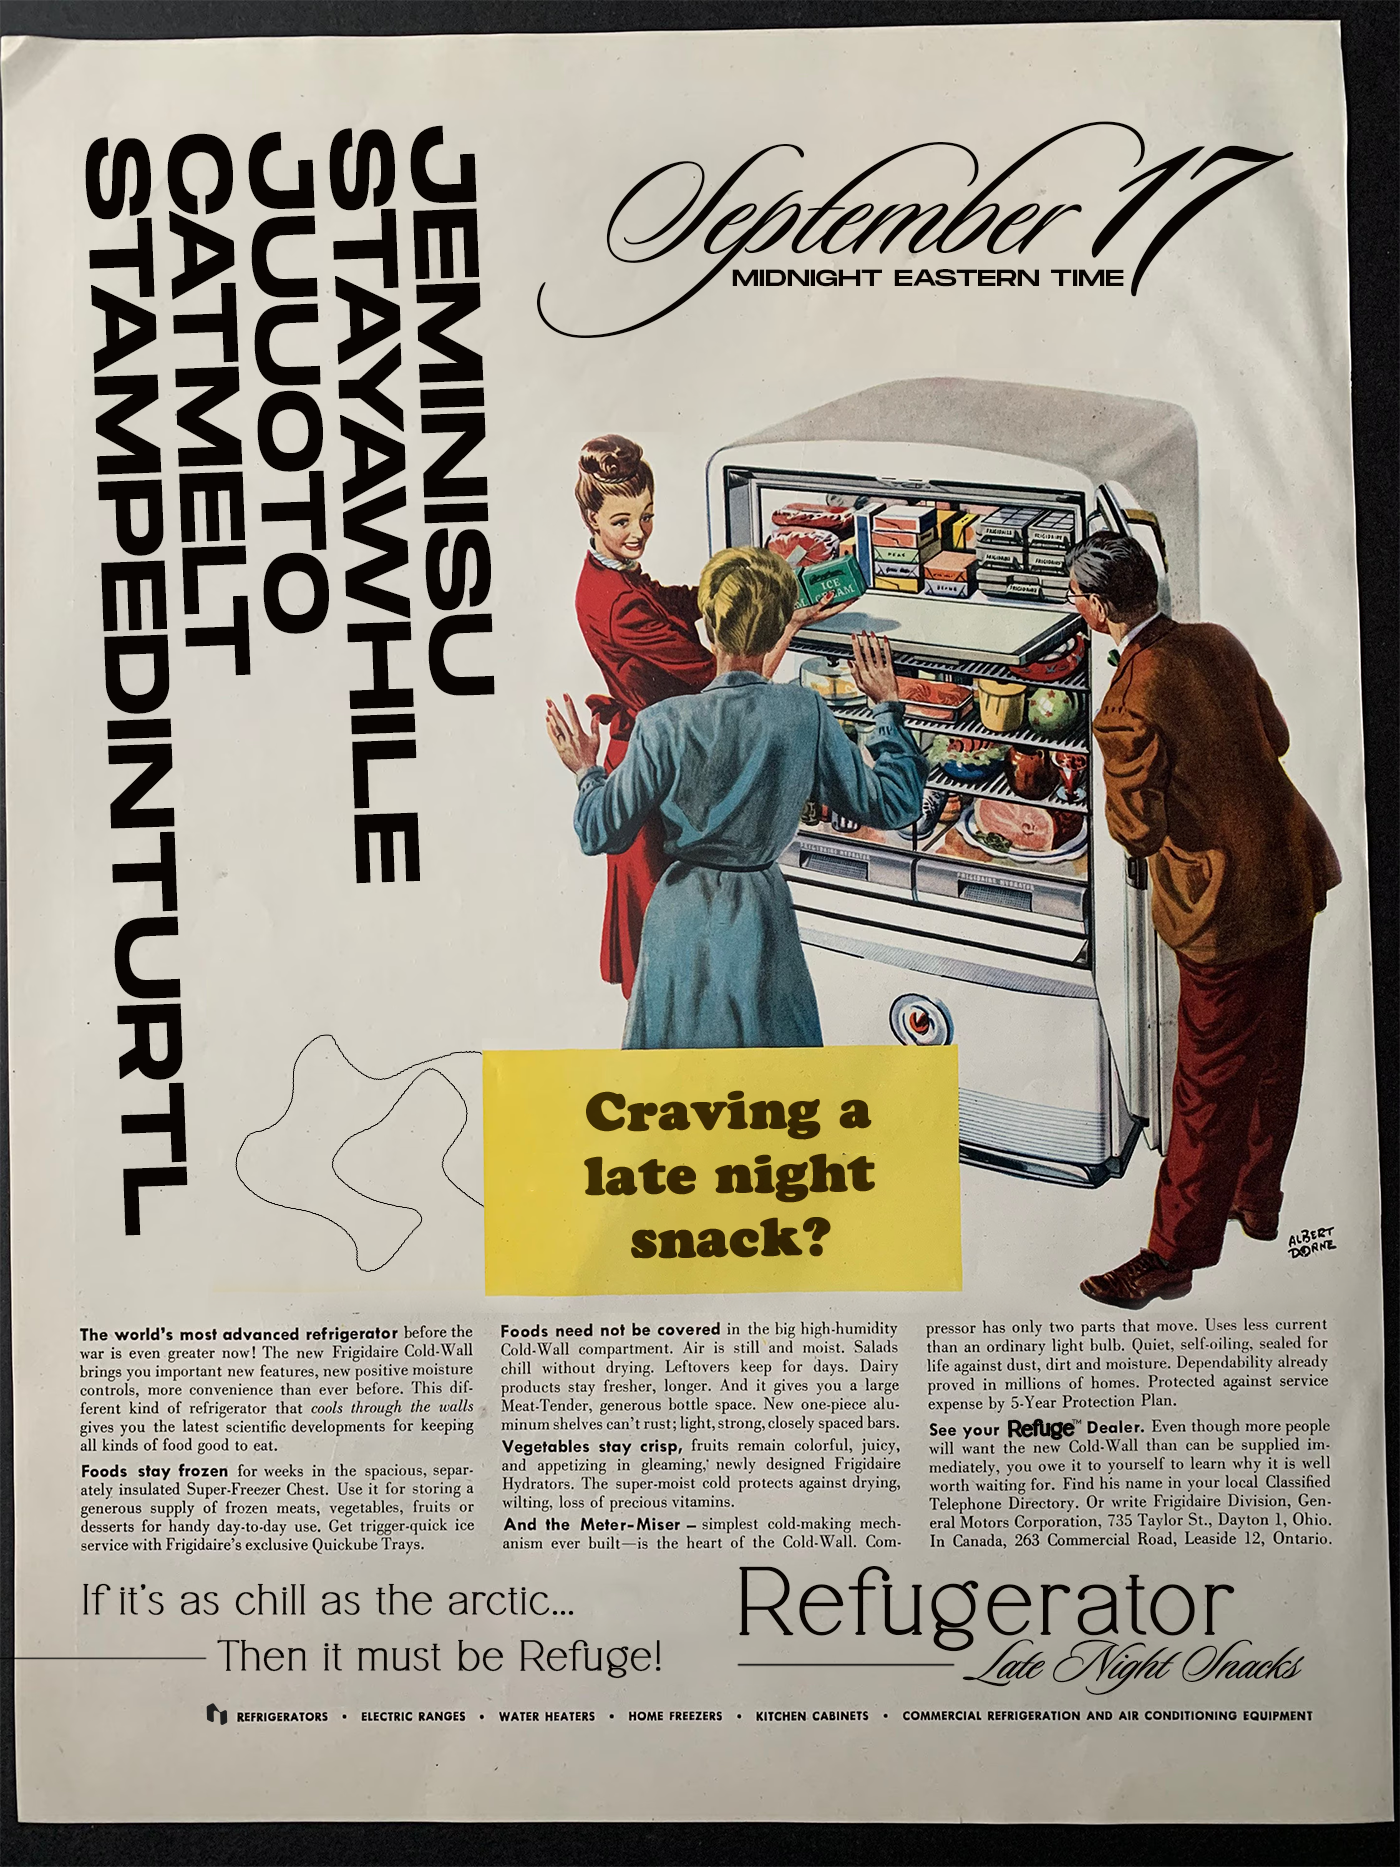 JEMINISU
STAYAWHILE
JUUOTO
CATMELT
STAMPEDINTURTL
September 17
MIDNIGHT EASTERN TIME
ICE
CREAM
PEAS
FRIGIDAIRE
FRIGIDAIRE
FRIGIDAIRE
FRIGIDAIRE
FRIGIDAIRE
FRIGIDAIRE HYDRATOR
FRIGIDAIRE HYDRATOR
Craving a
late night
snack?
ALBERT
DORNE
The world's most advanced refrigerator before the
war is even greater now! The new Frigidaire Cold-Wall
brings you important new features, new positive moisture
controls, more convenience than ever before. This dif-
ferent kind of refrigerator that cools through the walls
gives you the latest scientific developments for keeping
all kinds of food good to eat.
Foods stay frozen for weeks in the spacious, separ-
ately insulated Super-Freezer Chest. Use it for storing a
generous supply of frozen meats, vegetables, fruits or
desserts for handy day-to-day use. Get trigger-quick ice
service with Frigidaire's exclusive Quickube Trays.
Foods need not be covered in the big high-humidity
Cold-Wall compartment. Air is still and moist. Salads
chill without drying. Leftovers keep for days. Dairy
products stay fresher, longer. And it gives you a large
Meat-Tender, generous bottle space. New one-piece alu-
minum shelves can't rust; light, strong, closely spaced bars.
Vegetables stay crisp, fruits remain colorful, juicy,
and appetizing in gleaming, newly designed Frigidaire
Hydrators. The super-moist cold protects against drying,
wilting, loss of precious vitamins.
And the Meter-Miser – simplest cold-making mech-
anism ever built—is the heart of the Cold-Wall. Com-
pressor has only two parts that move. Uses less current
than an ordinary light bulb. Quiet, self-oiling, sealed for
life against dust, dirt and moisture. Dependability already
proved in millions of homes. Protected against service
expense by 5-Year Protection Plan.
See your Refuge™ Dealer. Even though more people
will want the new Cold-Wall than can be supplied im-
mediately, you owe it to yourself to learn why it is well
worth waiting for. Find his name in your local Classified
Telephone Directory. Or write Frigidaire Division, Gen-
eral Motors Corporation, 735 Taylor St., Dayton 1, Ohio.
In Canada, 263 Commercial Road, Leaside 12, Ontario.
If it's as chill as the arctic...
Then it must be Refuge!
Refugerator
Late Night Snacks
REFRIGERATORS • ELECTRIC RANGES • WATER HEATERS • HOME FREEZERS • KITCHEN CABINETS • COMMERCIAL REFRIGERATION AND AIR CONDITIONING EQUIPMENT